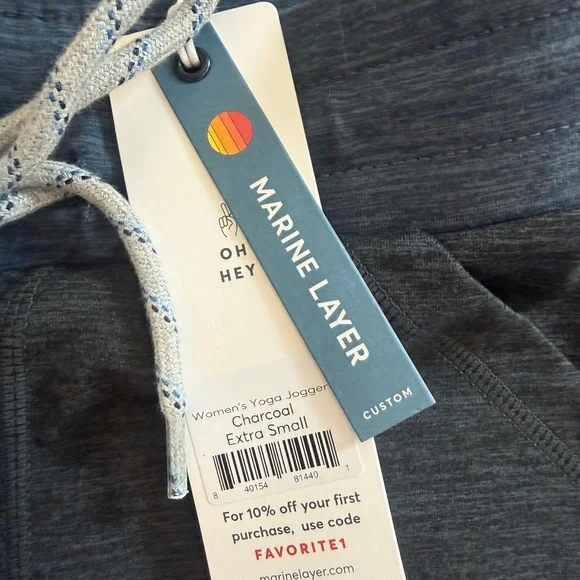 MARINE LAYER
CUSTOM
OH
HEY
Women's Yoga Jogger
Charcoal
Extra Small
8 40154 81440 1
For 10% off your first
purchase, use code
FAVORITE1
marinelayer.com